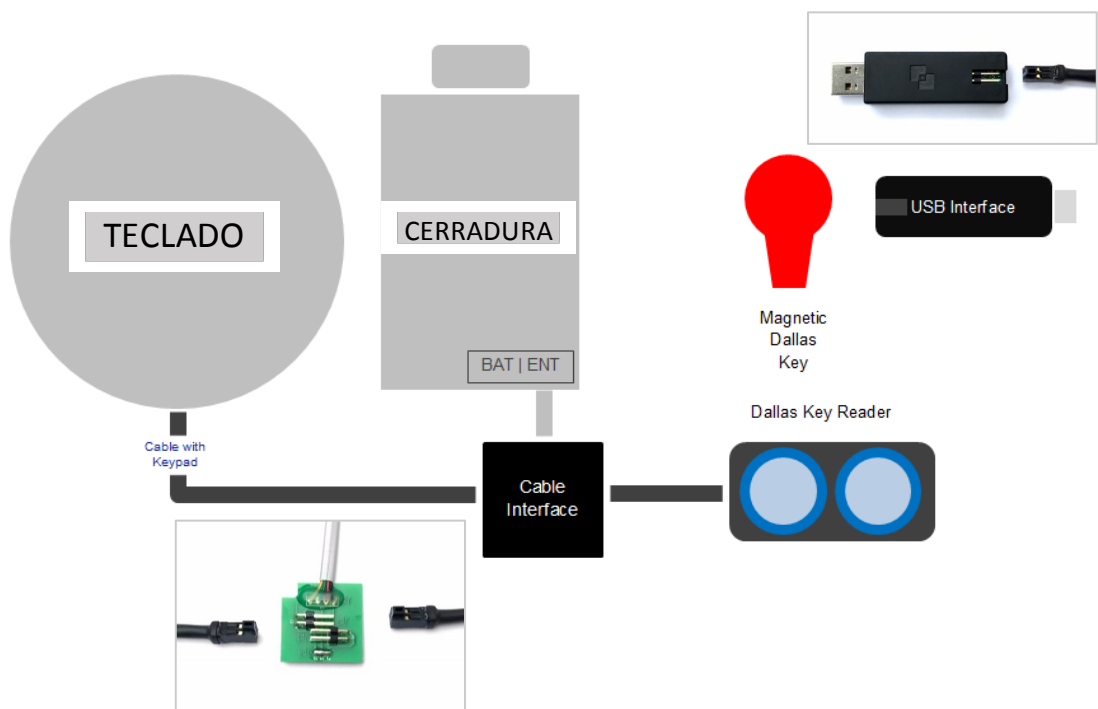 TECLADO
CERRADURA
BAT | ENT
USB Interface
Magnetic
Dallas
Key
Dallas Key Reader
Cable with
Keypad
Cable
Interface